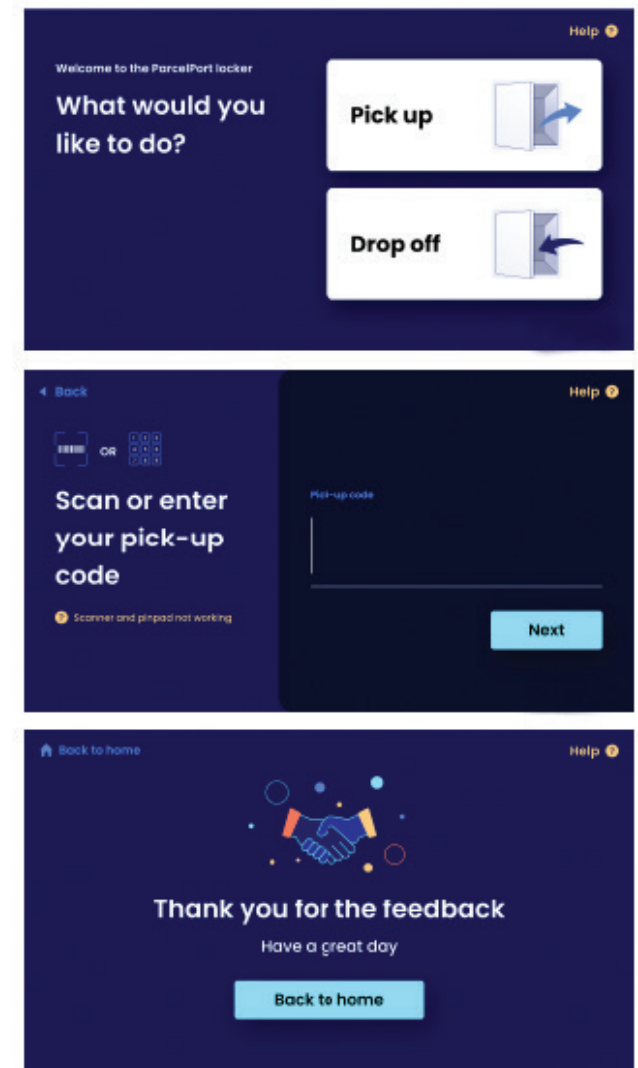 Help ?
Welcome to the ParcelPort locker
What would you
like to do?
Pick up
Drop off
Back
Help ?
OR
Scan or enter
your pick-up
code
? Scanner and pinpad not working
Pick-up code
Next
Back to home
Help ?
Thank you for the feedback
Have a great day
Back to home